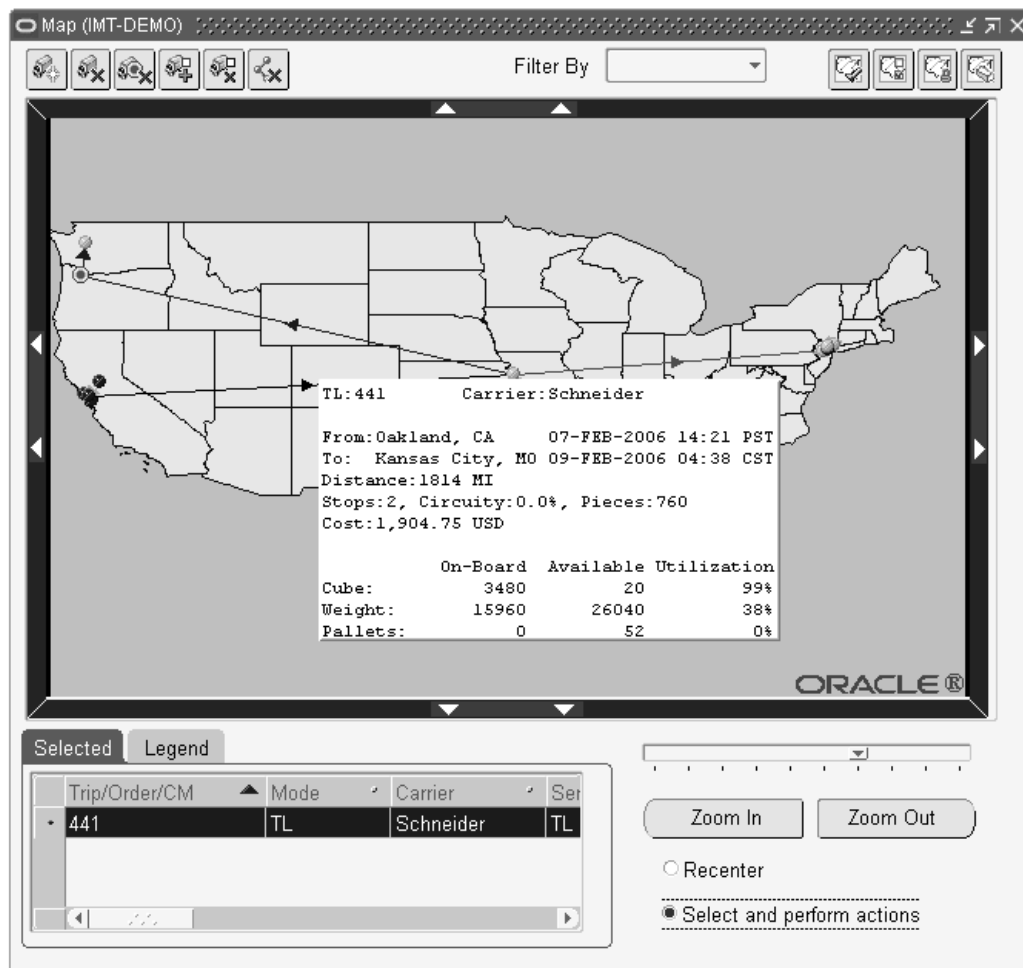 Map (IMT-DEMO)
Filter By
TL:441 Carrier:Schneider
From:Oakland, CA 07-FEB-2006 14:21 PST
To: Kansas City, MO 09-FEB-2006 04:38 CST
Distance:1814 MI
Stops:2, Circuity:0.0%, Pieces:760
Cost:1,904.75 USD
On-Board Available Utilization
Cube: 3480 20 99%
Weight: 15960 26040 38%
Pallets: 0 52 0%
ORACLE®
Selected Legend
Trip/Order/CM Mode Carrier Ser
441 TL Schneider TL
Zoom In Zoom Out
Recenter
Select and perform actions